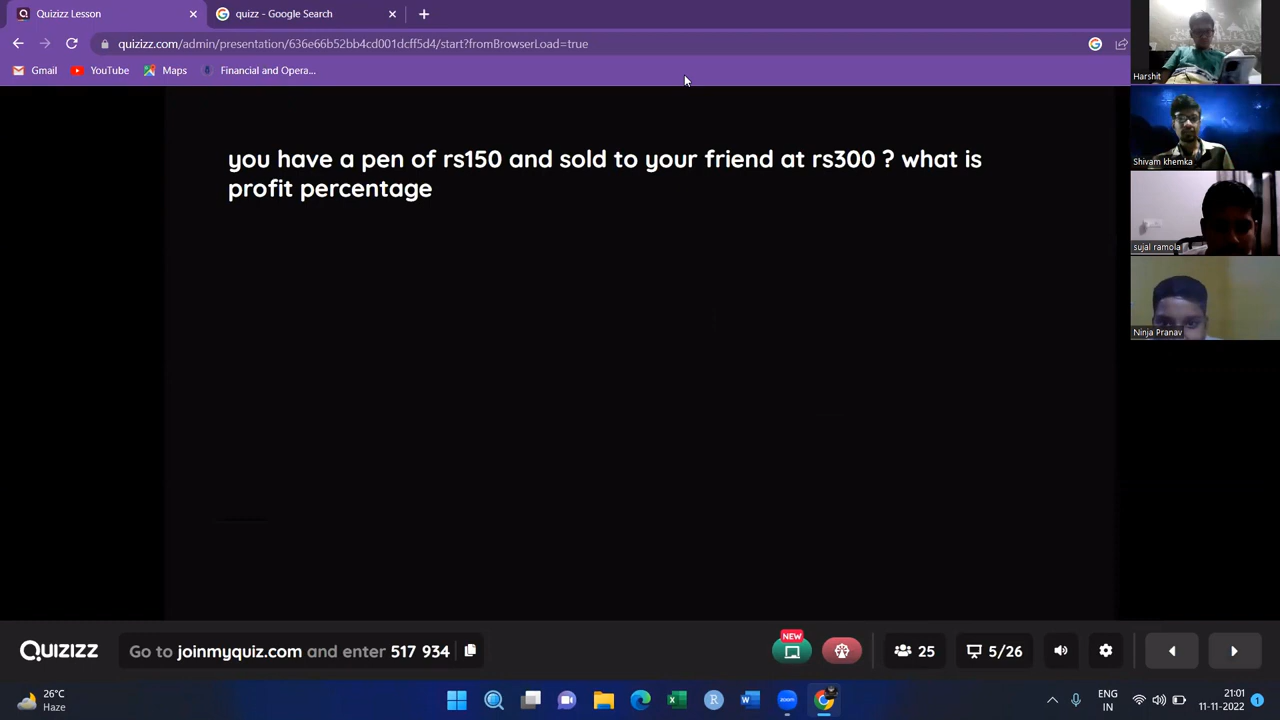 Quizizz Lesson
quizz - Google Search
quizizz.com/admin/presentation/636e66b52bb4cd001dcff5d4/start?fromBrowserLoad=true
Gmail
YouTube
Maps
Financial and Opera...
Harshit
Shivam khemka
sujal ramola
Ninja Pranav
you have a pen of rs150 and sold to your friend at rs300 ? what is
profit percentage
Quizizz
Go to joinmyquiz.com and enter 517 934
NEW
25
5/26
26°C
Haze
ENG
IN
21:01
11-11-2022
1